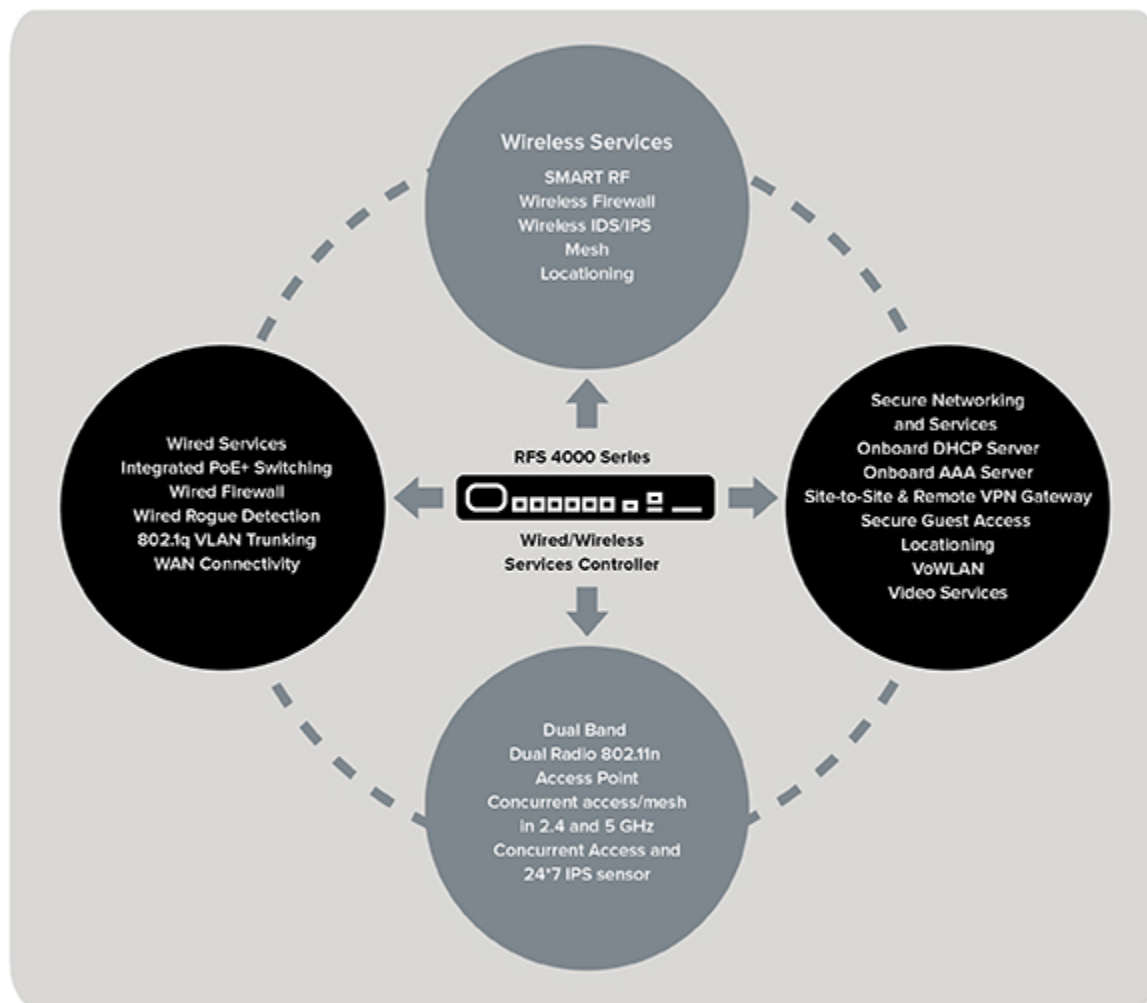 Wireless Services
SMART RF
Wireless Firewall
Wireless IDS/IPS
Mesh
Locationing
Wired Services
Integrated PoE+ Switching
Wired Firewall
Wired Rogue Detection
802.1q VLAN Trunking
WAN Connectivity
RFS 4000 Series
Wired/Wireless
Services Controller
Secure Networking
and Services
Onboard DHCP Server
Onboard AAA Server
Site-to-Site & Remote VPN Gateway
Secure Guest Access
Locationing
VoWLAN
Video Services
Dual Band
Dual Radio 802.11n
Access Point
Concurrent access/mesh
in 2.4 and 5 GHz
Concurrent Access and
24*7 IPS sensor